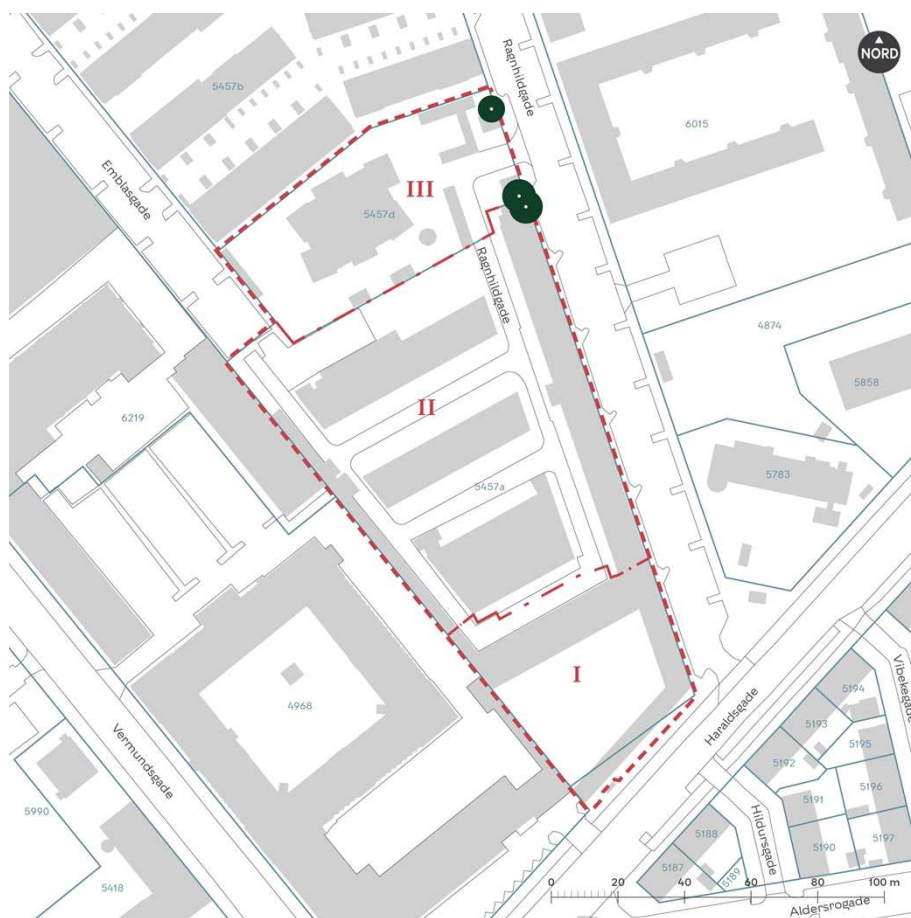 NORD
Ragnhildgade
5457b
6015
Emblasgade
III
5457d
Ragnhildgade
4874
5858
II
6219
5783
5457a
I
4968
Vermundsgade
Haraldsgade
Vibekegade
5194
5193
5195
5192
5990
5191
5196
Hildursgade
5188
5190
5197
5187
5189
5418
0 20 40 60 80 100 m
Aldersrogade